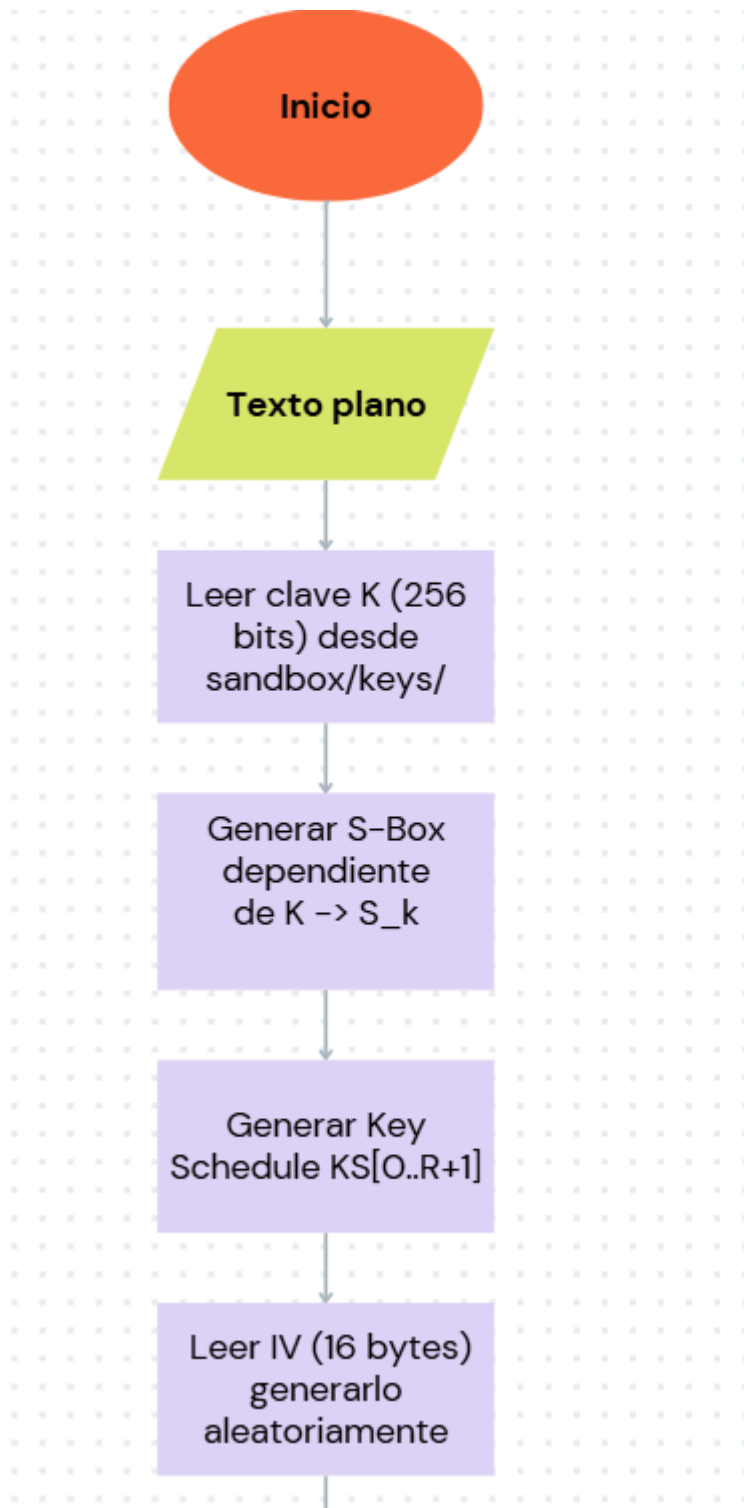 Inicio
Texto plano
Leer clave K (256
bits) desde
sandbox/keys/
Generar S-Box
dependiente
de K -> S_k
Generar Key
Schedule KS[0..R+1]
Leer IV (16 bytes)
generarlo
aleatoriamente